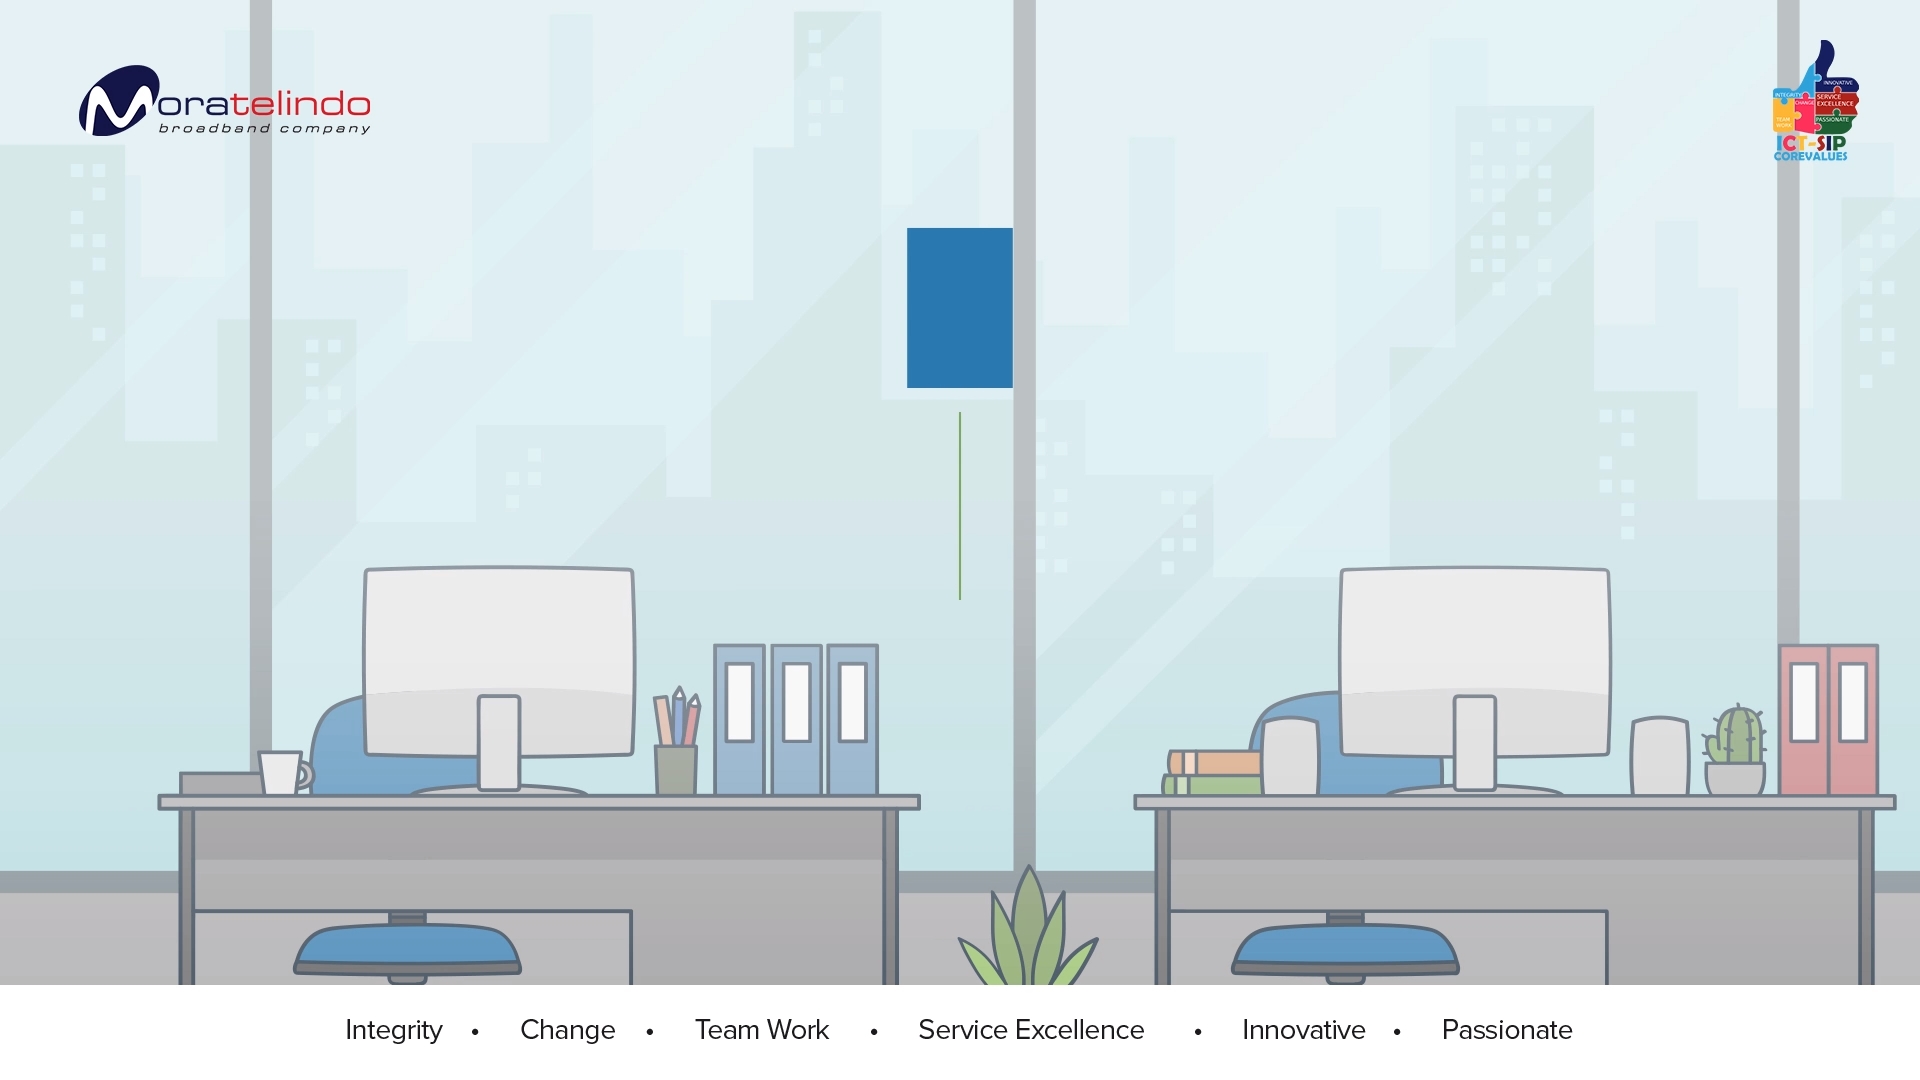 Moratelindo
broadband company
INNOVATIVE
INTEGRITY
SERVICE
EXCELLENCE
CHANGE
TEAM
WORK
PASSIONATE
ICT-SIP
COREVALUES
Integrity • Change • Team Work • Service Excellence • Innovative • Passionate